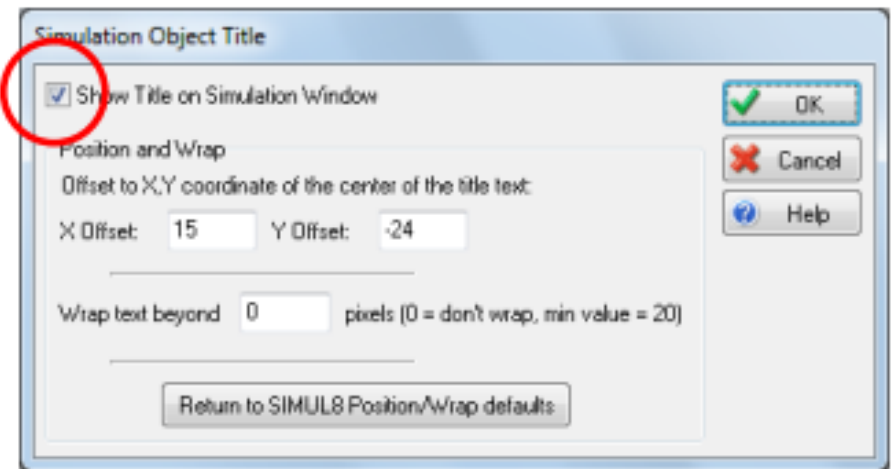 Simulation Object Title
Show Title on Simulation Window
OK
Position and Wrap
Cancel
Offset to X,Y coordinate of the center of the title text:
Help
X Offset: 15 Y Offset: -24
Wrap text beyond 0 pixels (0 = don't wrap, min value = 20)
Return to SIMUL8 Position/Wrap defaults